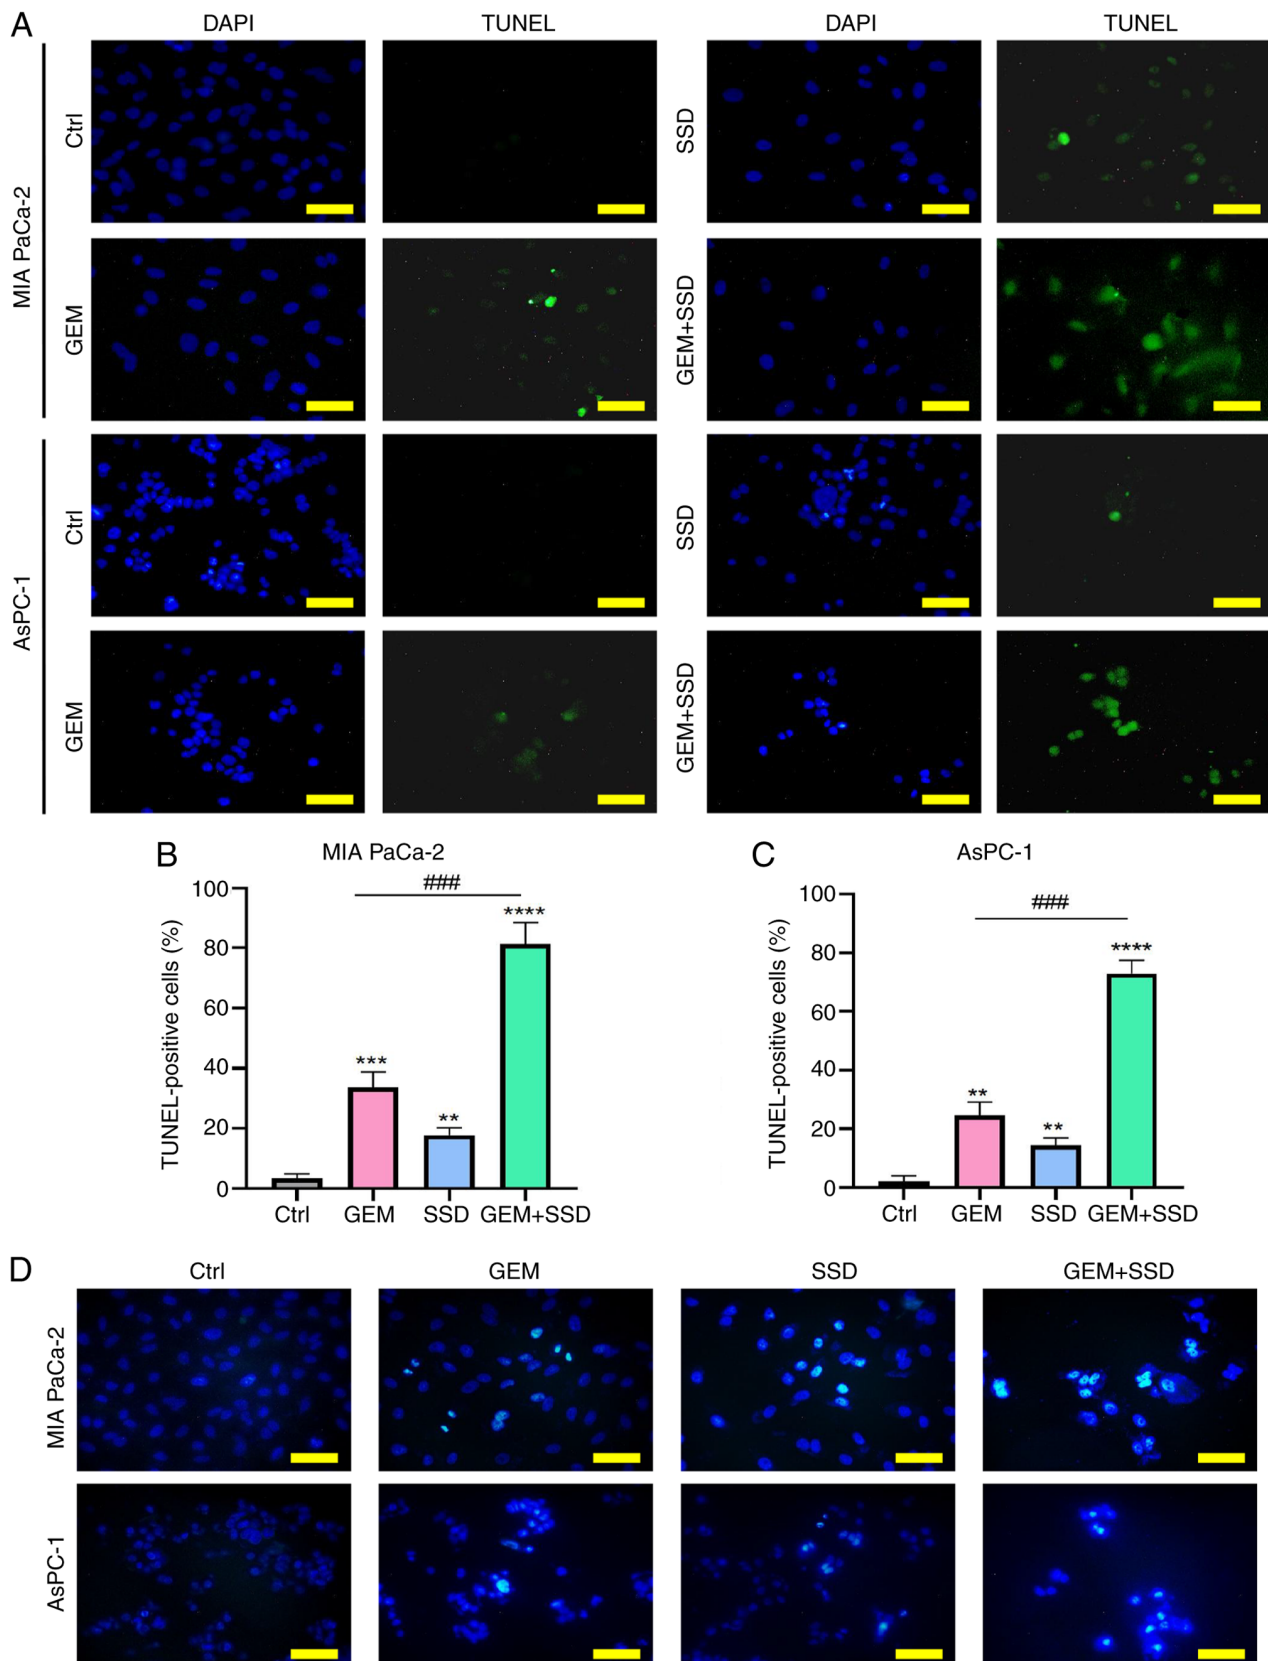 A
DAPI TUNEL DAPI TUNEL
MIA PaCa-2
Ctrl
SSD
GEM
GEM+SSD
AsPC-1
Ctrl
SSD
GEM
GEM+SSD
B
MIA PaCa-2
TUNEL-positive cells (%)
100
80
60
40
20
0
###
***
**
****
Ctrl GEM SSD GEM+SSD
C
AsPC-1
TUNEL-positive cells (%)
100
80
60
40
20
0
###
**
**
****
Ctrl GEM SSD GEM+SSD
D
Ctrl GEM SSD GEM+SSD
MIA PaCa-2
AsPC-1